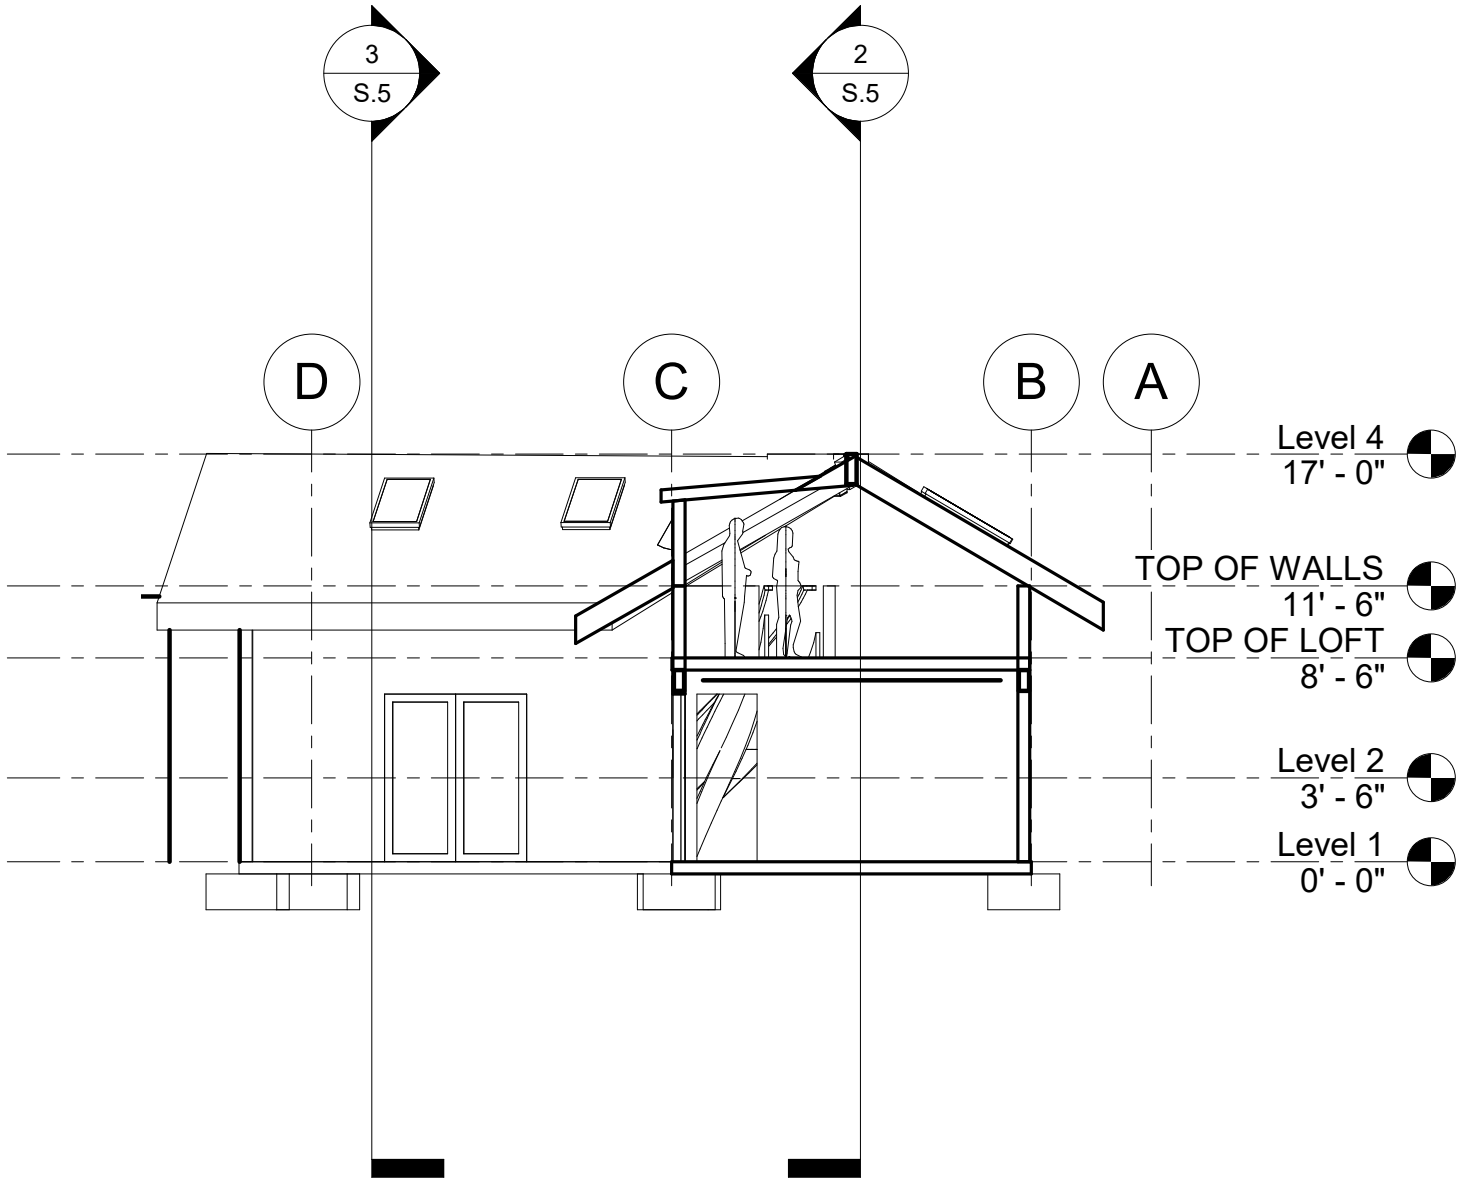 3
S.5
2
S.5
D
C
B
A
Level 4
17' - 0"
TOP OF WALLS
11' - 6"
TOP OF LOFT
8' - 6"
Level 2
3' - 6"
Level 1
0' - 0"